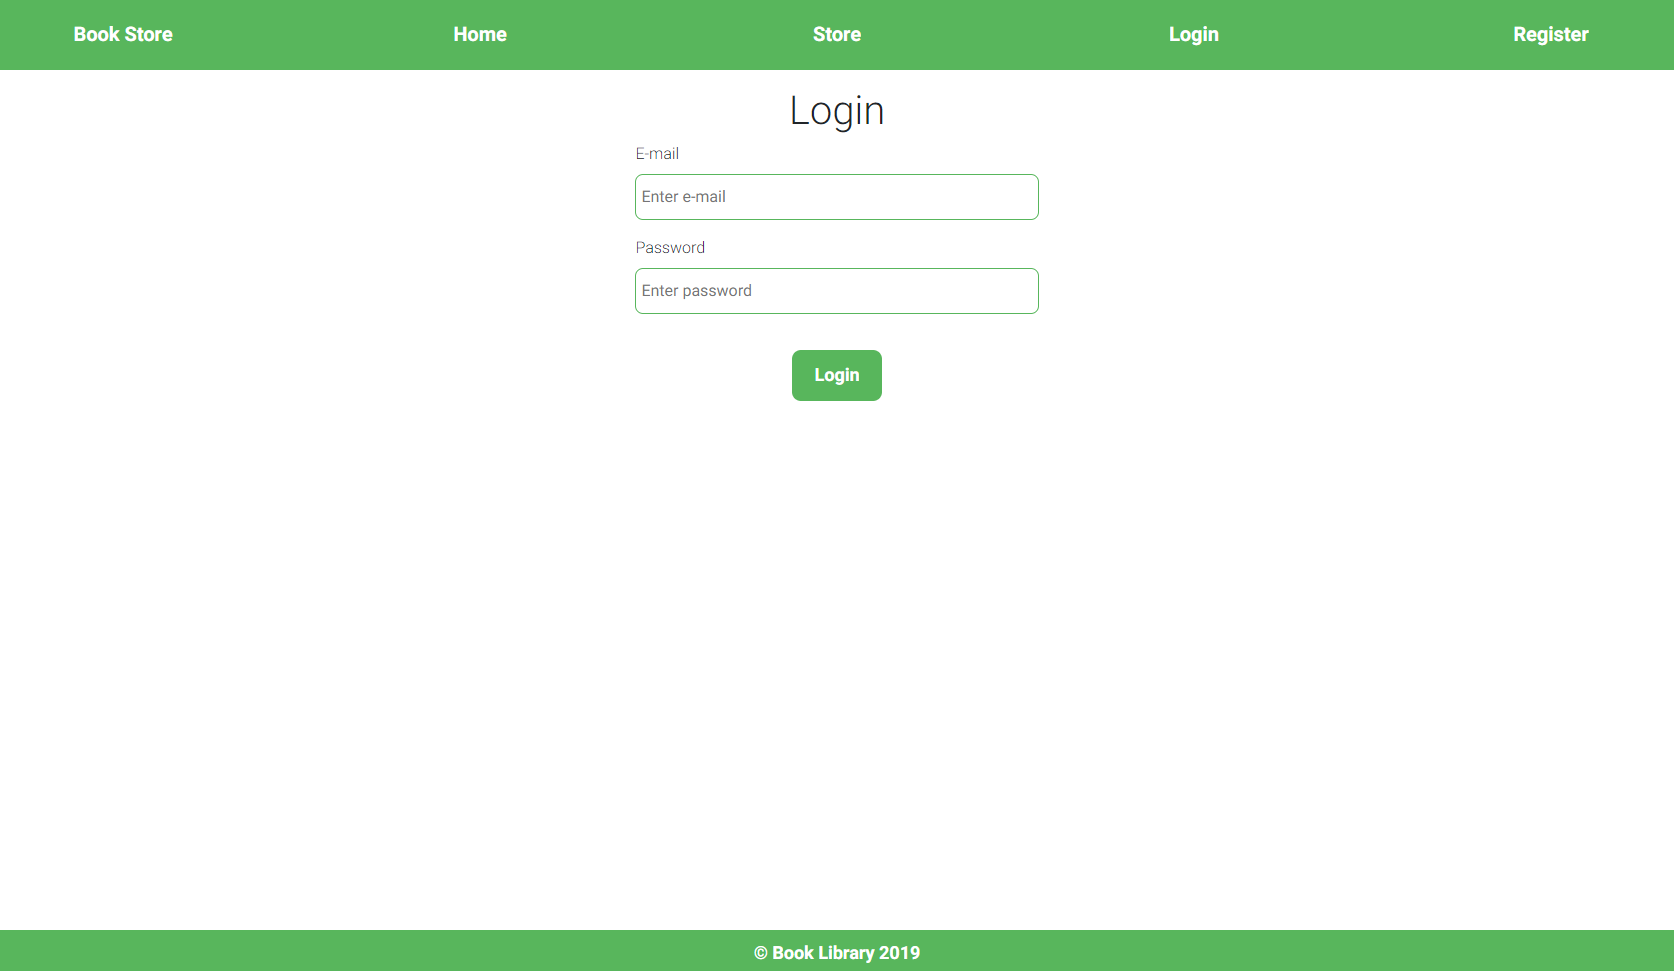 Book Store Home Store Login Register
Login
E-mail
Enter e-mail
Password
Enter password
Login
© Book Library 2019